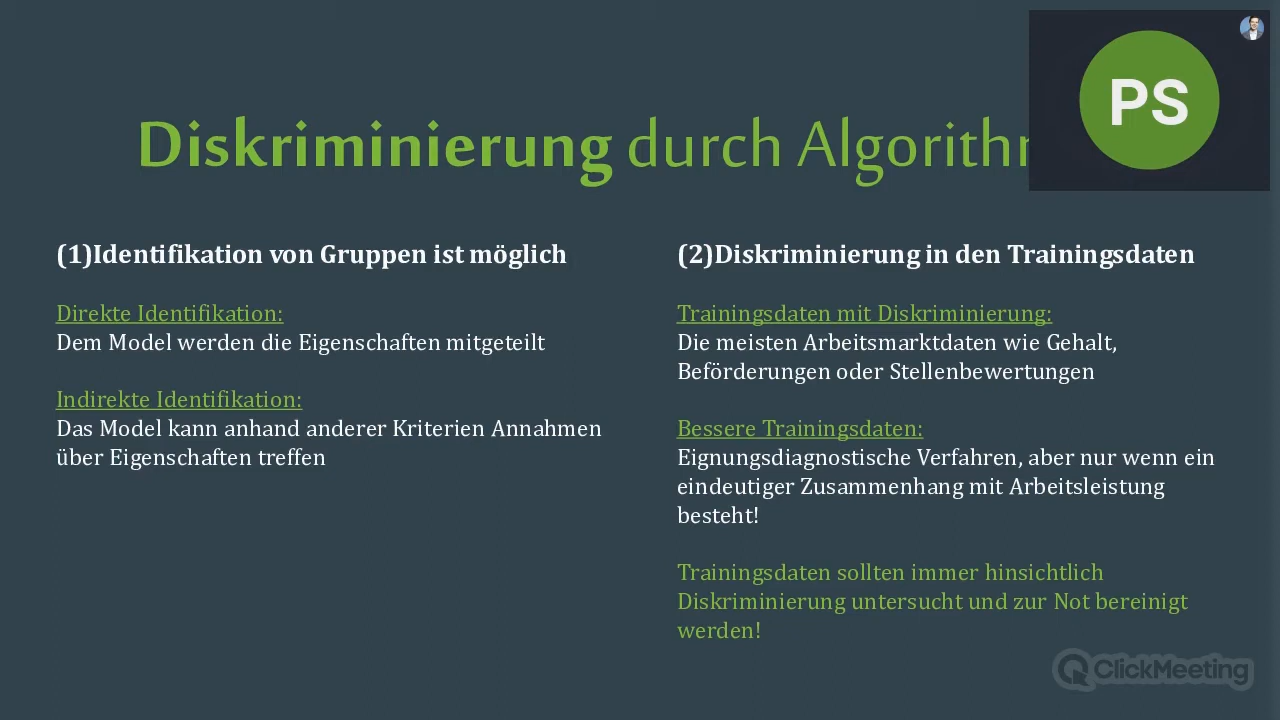 PS
Diskriminierung durch
(1)Identifikation von Gruppen ist möglich
Direkte Identifikation:
Dem Model werden die Eigenschaften mitgeteilt
Indirekte Identifikation:
Das Model kann anhand anderer Kriterien Annahmen
über Eigenschaften treffen
(2)Diskriminierung in den Trainingsdaten
Trainingsdaten mit Diskriminierung:
Die meisten Arbeitsmarktdaten wie Gehalt,
Beförderungen oder Stellenbewertungen
Bessere Trainingsdaten:
Eignungsdiagnostische Verfahren, aber nur wenn ein
eindeutiger Zusammenhang mit Arbeitsleistung
besteht!
Trainingsdaten sollten immer hinsichtlich
Diskriminierung untersucht und zur Not bereinigt
werden!
ClickMeeting